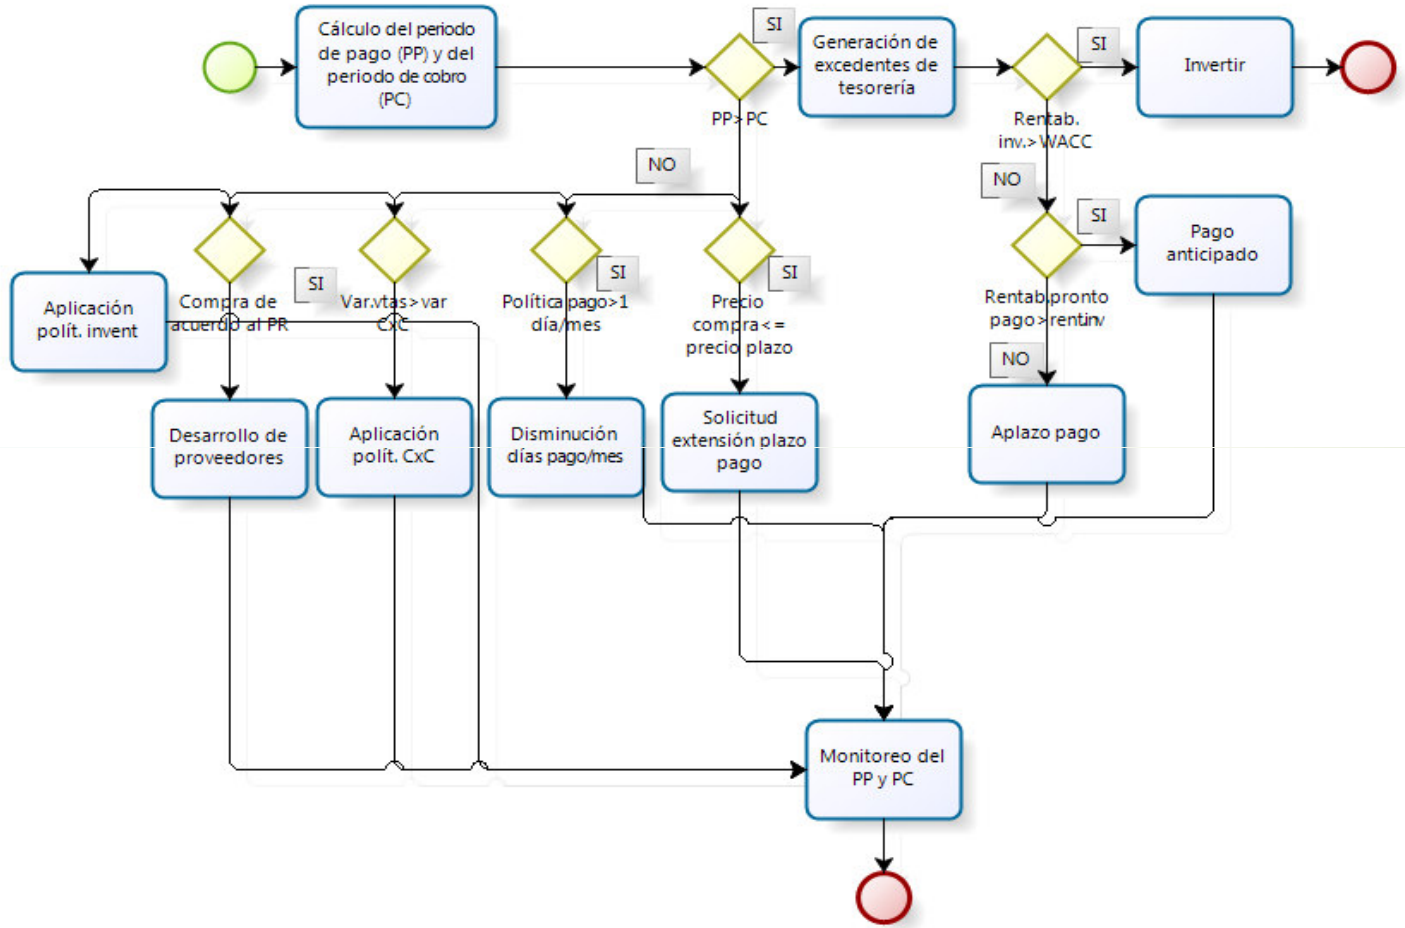 Cálculo del periodo
de pago (PP) y del
periodo de cobro
(PC)
SI
PP>PC
Generación de
excedentes de
tesorería
SI
Rentab.
inv.>WACC
Invertir
NO
NO
SI
Pago
anticipado
Rentab.pronto
pago>rentinv
NO
Aplazo pago
Aplicación
polít. invent
Compra de
acuerdo al PR
SI
Var.vtas>var
CxC
Política pago>1
día/mes
SI
Precio
compra<=
precio plazo
SI
Desarrollo de
proveedores
Aplicación
polít. CxC
Disminución
días pago/mes
Solicitud
extensión plazo
pago
Monitoreo del
PP y PC